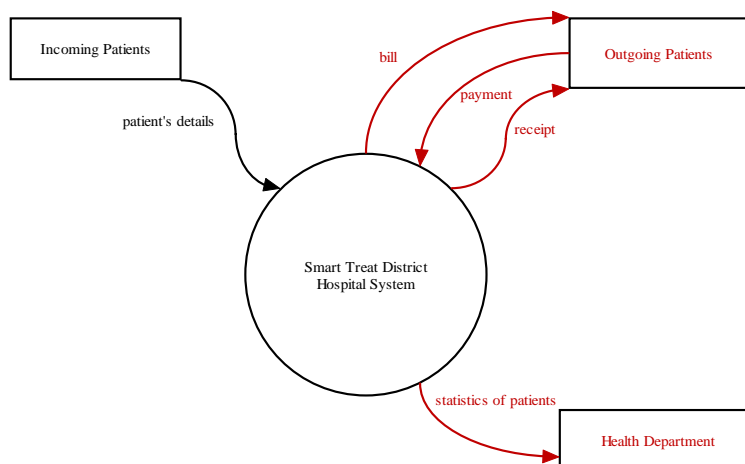 Incoming Patients
bill
Outgoing Patients
payment
patient's details
receipt
Smart Treat District
Hospital System
statistics of patients
Health Department